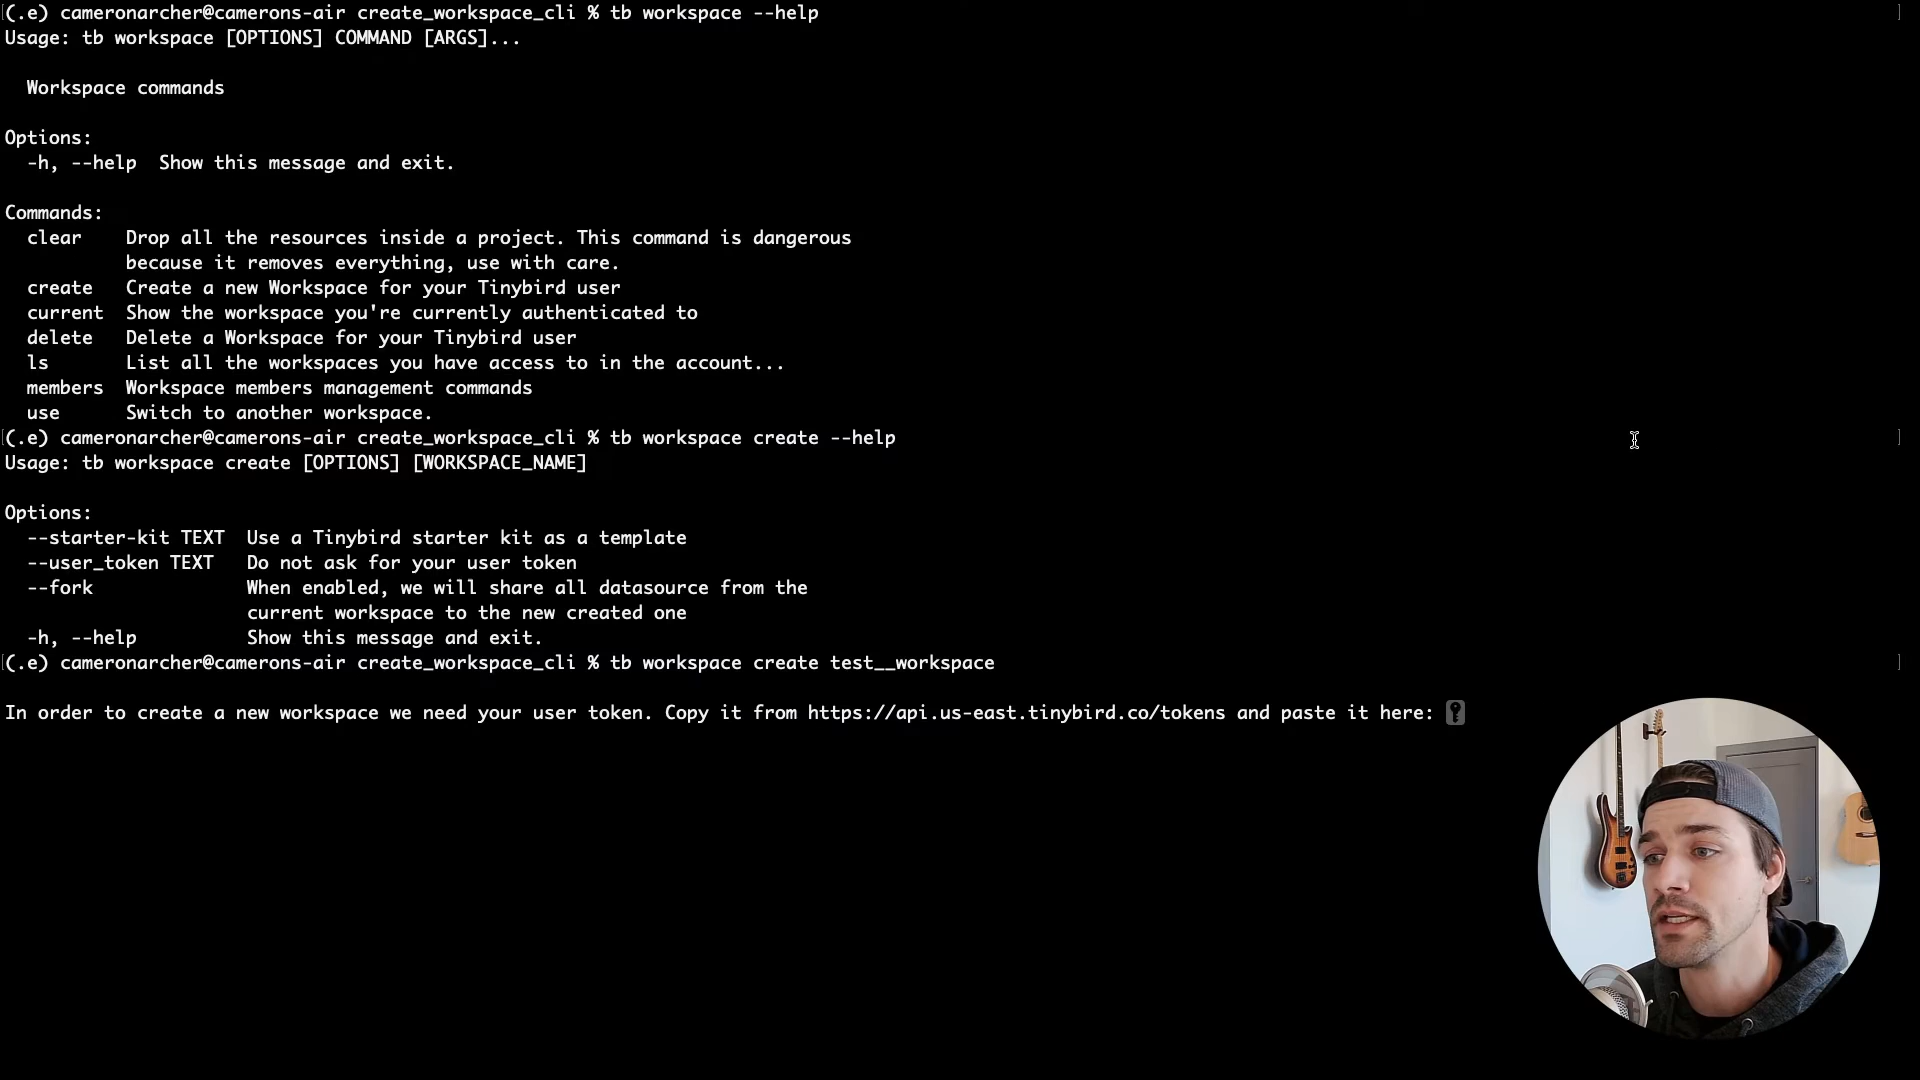 (.e) cameronarcher@camerons-air create_workspace_cli % tb workspace --help
Usage: tb workspace [OPTIONS] COMMAND [ARGS]...
Workspace commands
Options:
-h, --help  Show this message and exit.
Commands:
clear    Drop all the resources inside a project. This command is dangerous
because it removes everything, use with care.
create   Create a new Workspace for your Tinybird user
current  Show the workspace you're currently authenticated to
delete   Delete a Workspace for your Tinybird user
ls       List all the workspaces you have access to in the account...
members  Workspace members management commands
use      Switch to another workspace.
(.e) cameronarcher@camerons-air create_workspace_cli % tb workspace create --help
Usage: tb workspace create [OPTIONS] [WORKSPACE_NAME]
Options:
--starter-kit TEXT  Use a Tinybird starter kit as a template
--user_token TEXT   Do not ask for your user token
--fork              When enabled, we will share all datasource from the
current workspace to the new created one
-h, --help          Show this message and exit.
(.e) cameronarcher@camerons-air create_workspace_cli % tb workspace create test__workspace
In order to create a new workspace we need your user token. Copy it from https://api.us-east.tinybird.co/tokens and paste it here: